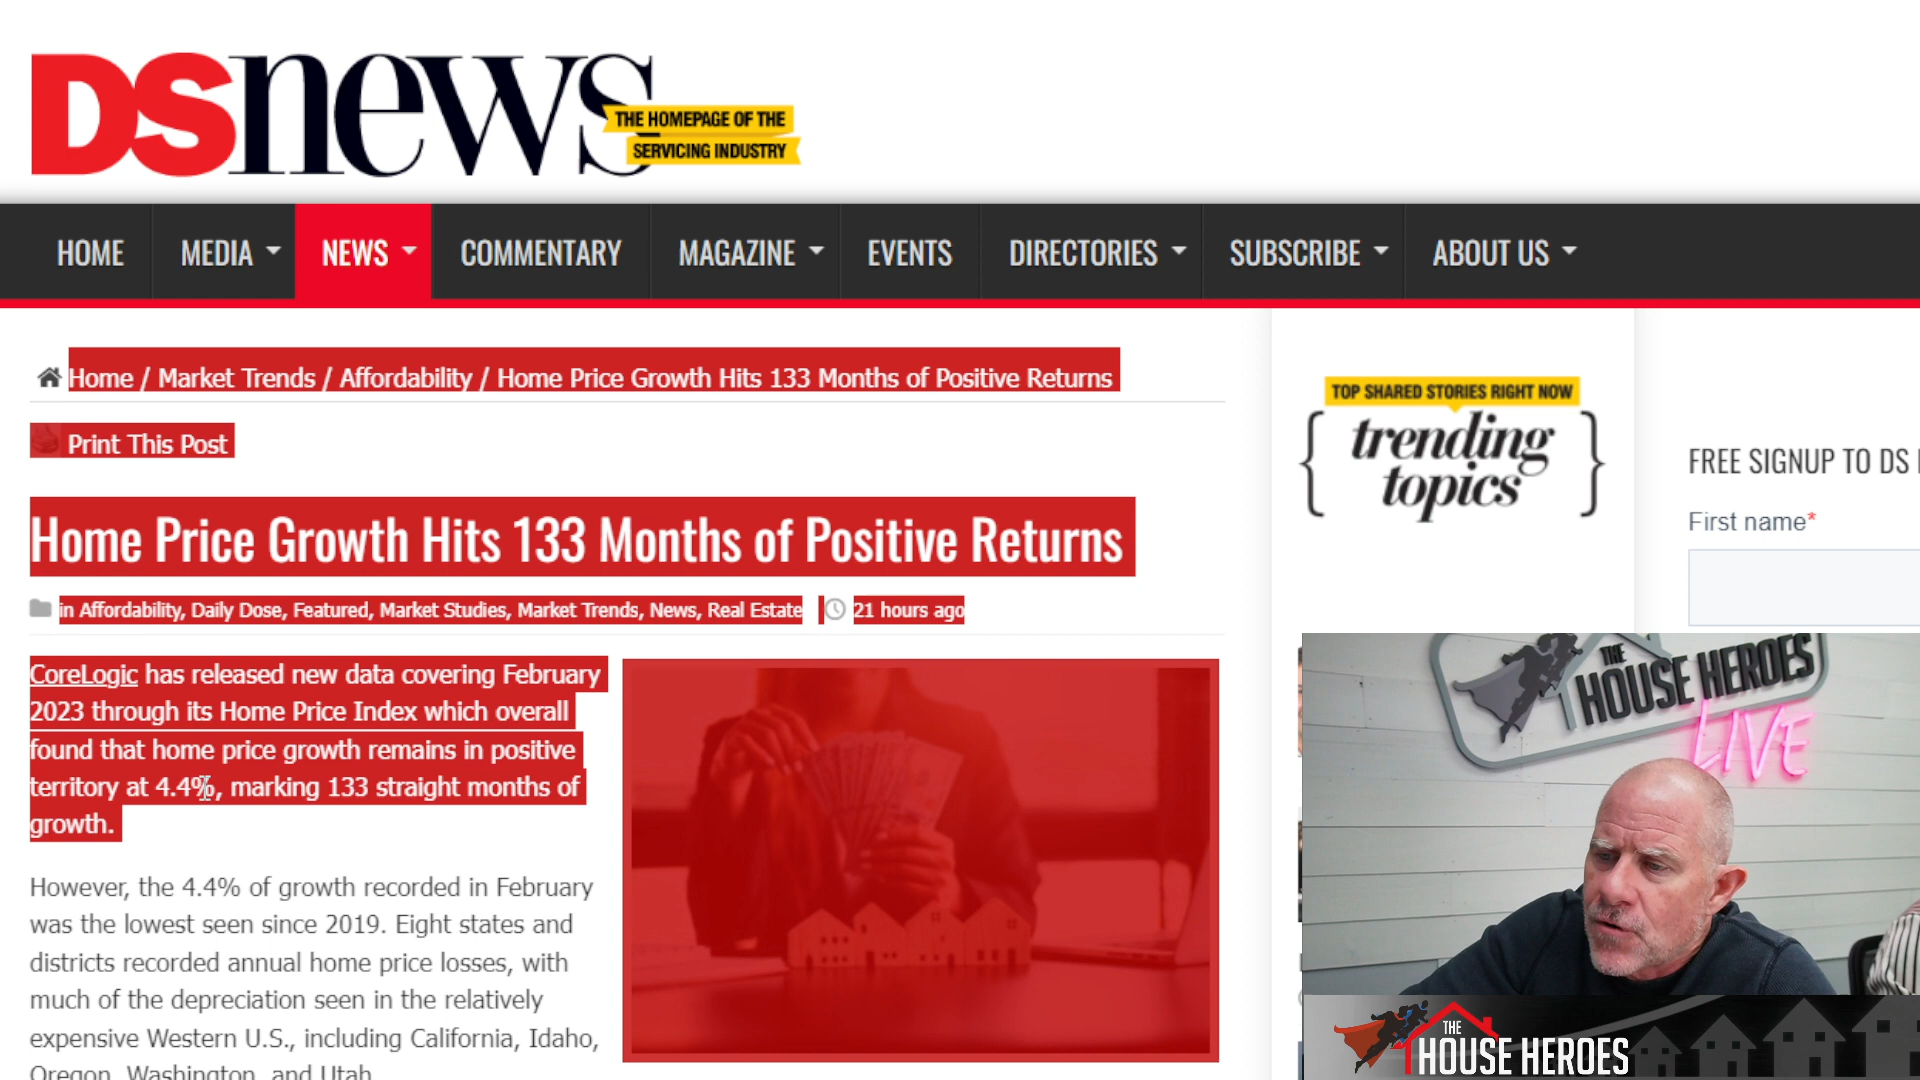 DSnews
THE HOMEPAGE OF THE
SERVICING INDUSTRY
HOME MEDIA NEWS COMMENTARY MAGAZINE EVENTS DIRECTORIES SUBSCRIBE ABOUT US
Home / Market Trends / Affordability / Home Price Growth Hits 133 Months of Positive Returns
Print This Post
Home Price Growth Hits 133 Months of Positive Returns
in Affordability, Daily Dose, Featured, Market Studies, Market Trends, News, Real Estate 21 hours ago
CoreLogic has released new data covering February
2023 through its Home Price Index which overall
found that home price growth remains in positive
territory at 4.4%, marking 133 straight months of
growth.
However, the 4.4% of growth recorded in February
was the lowest seen since 2019. Eight states and
districts recorded annual home price losses, with
much of the depreciation seen in the relatively
expensive Western U.S., including California, Idaho,
Oregon, Washington, and Utah
TOP SHARED STORIES RIGHT NOW
trending
topics
FREE SIGNUP TO DS
First name*
THE
HOUSE HEROES
LIVE
THE
HOUSE HEROES